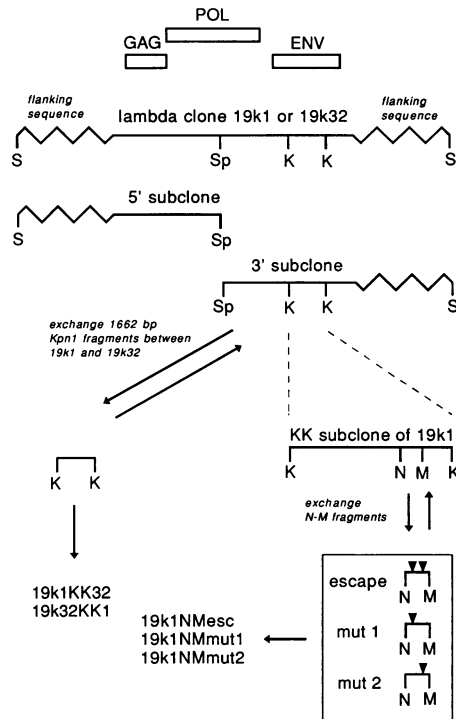 POL
GAG
ENV
flanking
sequence
lambda clone 19k1 or 19k32
flanking
sequence
S
Sp
K
K
S
5' subclone
S
Sp
3' subclone
Sp
K
K
S
exchange 1662 bp
Kpn1 fragments between
19k1 and 19k32
KK subclone of 19k1
K
N
M
K
K
K
exchange
N-M fragments
19k1KK32
19k32KK1
19k1NMesc
19k1NMmut1
19k1NMmut2
escape
N M
mut 1
N M
mut 2
N M